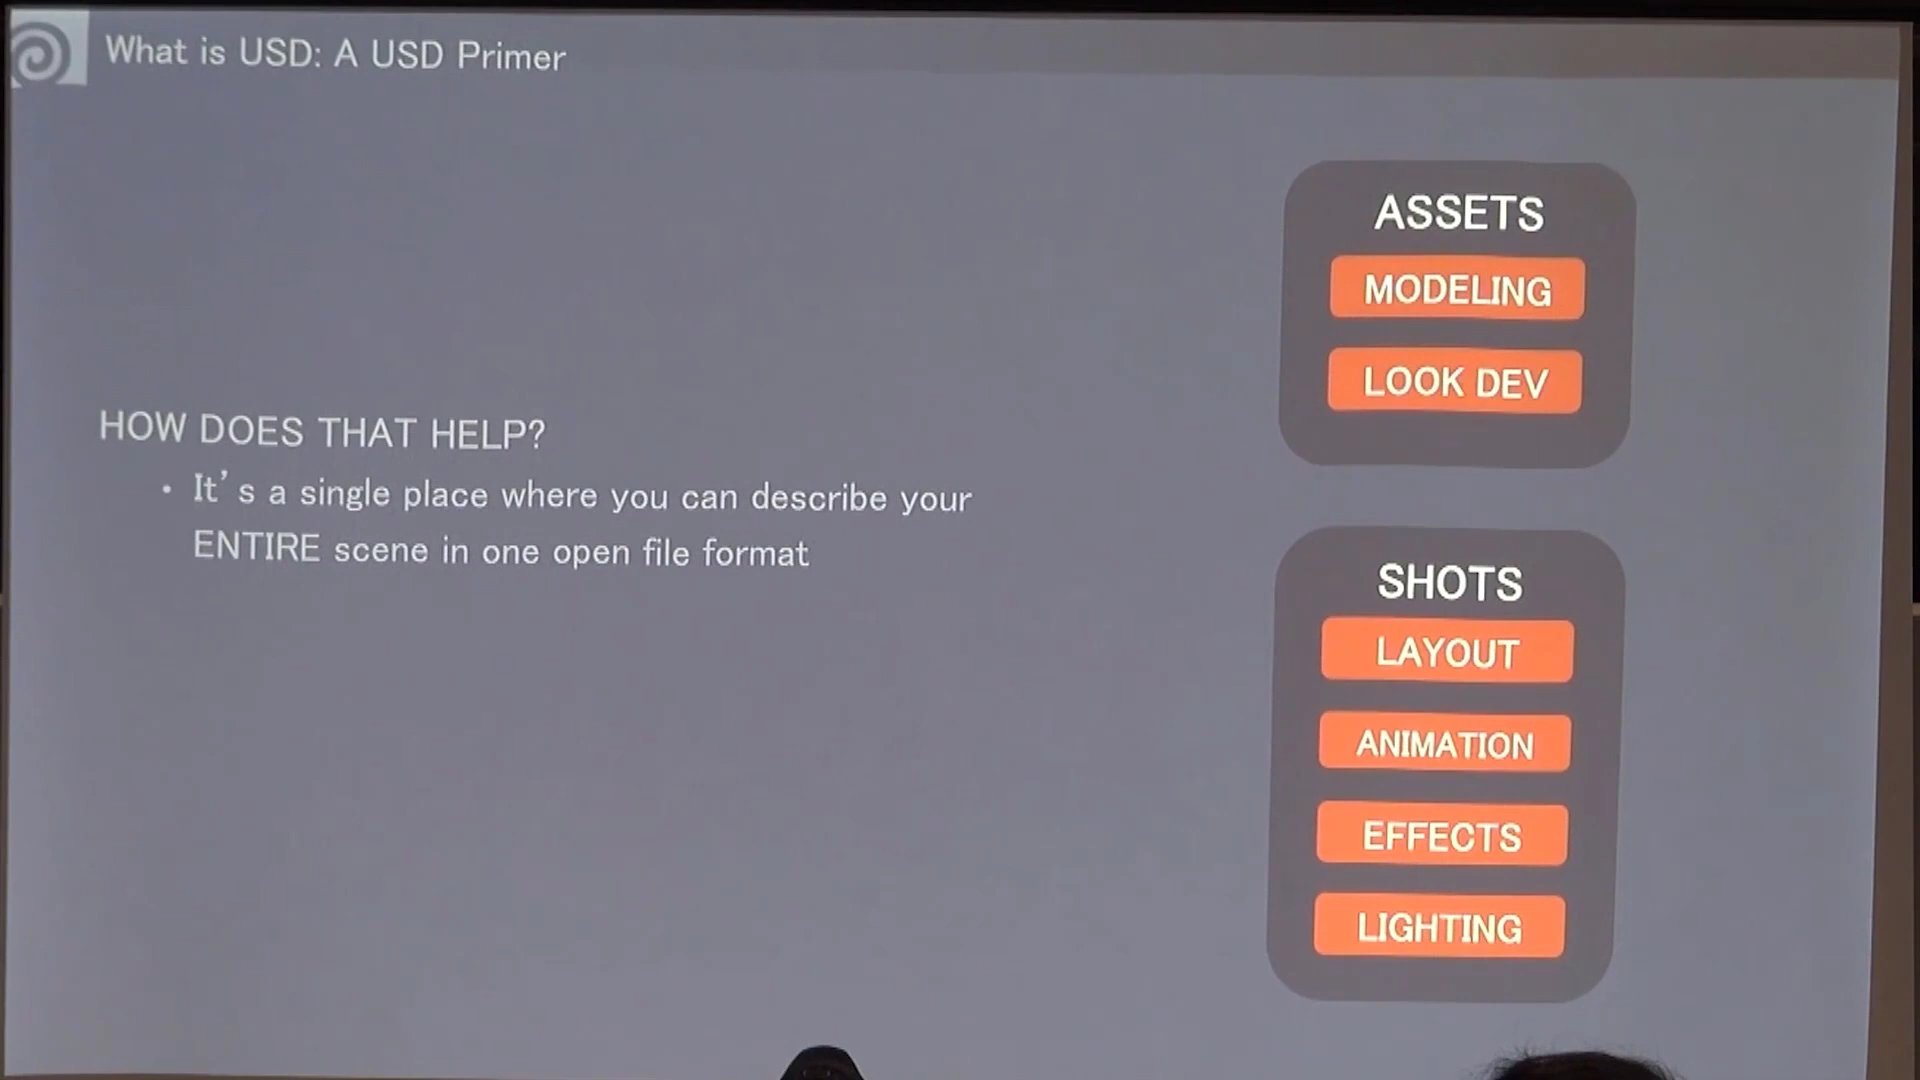 What is USD: A USD Primer
HOW DOES THAT HELP?
• It's a single place where you can describe your
ENTIRE scene in one open file format
ASSETS
MODELING
LOOK DEV
SHOTS
LAYOUT
ANIMATION
EFFECTS
LIGHTING